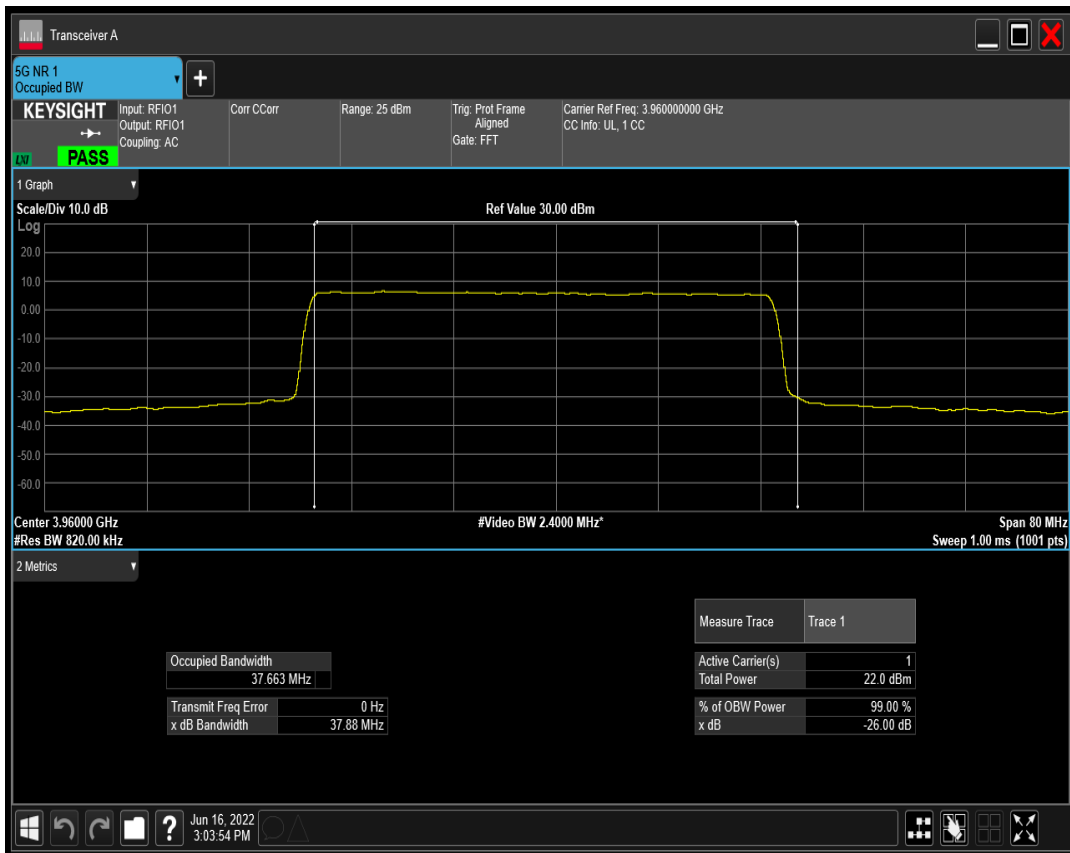 Transceiver A
5G NR 1
Occupied BW
+
KEYSIGHT
LXI
PASS
Input: RFIO1
Output: RFIO1
Coupling: AC
Corr CCorr
Range: 25 dBm
Trig: Prot Frame
Aligned
Gate: FFT
Carrier Ref Freq: 3.960000000 GHz
CC Info: UL, 1 CC
1 Graph
Scale/Div 10.0 dB
Ref Value 30.00 dBm
Log
20.0
10.0
0.00
-10.0
-20.0
-30.0
-40.0
-50.0
-60.0
Center 3.96000 GHz
#Video BW 2.4000 MHz*
Span 80 MHz
#Res BW 820.00 kHz
Sweep 1.00 ms (1001 pts)
2 Metrics
Measure Trace Trace 1
Occupied Bandwidth
37.663 MHz
Active Carrier(s) 1
Total Power 22.0 dBm
Transmit Freq Error 0 Hz
x dB Bandwidth 37.88 MHz
% of OBW Power 99.00 %
x dB -26.00 dB
?
Jun 16, 2022
3:03:54 PM